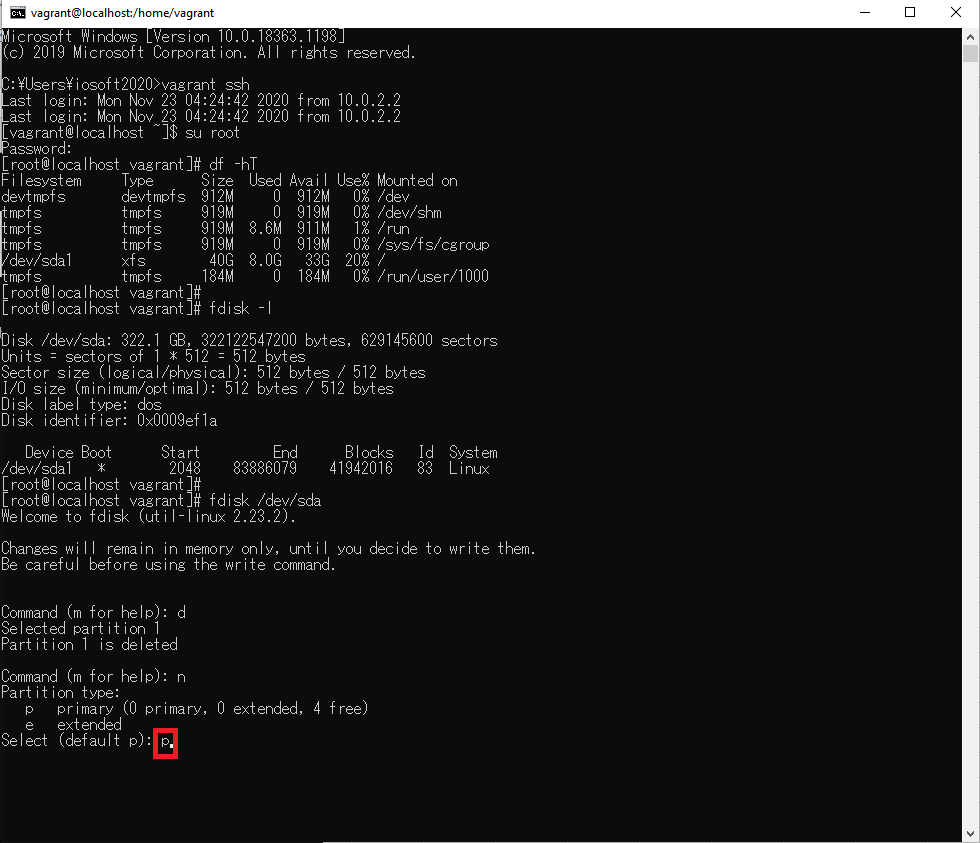 vagrant@localhost:/home/vagrant
Microsoft Windows [Version 10.0.18363.1198]
(c) 2019 Microsoft Corporation. All rights reserved.
C:¥Users¥iosoft2020>vagrant ssh
Last login: Mon Nov 23 04:24:42 2020 from 10.0.2.2
Last login: Mon Nov 23 04:24:42 2020 from 10.0.2.2
[vagrant@localhost ~]$ su root
Password:
[root@localhost vagrant]# df -hT
Filesystem     Type      Size  Used Avail Use% Mounted on
devtmpfs       devtmpfs  912M     0  912M   0% /dev
tmpfs          tmpfs     919M     0  919M   0% /dev/shm
tmpfs          tmpfs     919M  8.6M  911M   1% /run
tmpfs          tmpfs     919M     0  919M   0% /sys/fs/cgroup
/dev/sda1      xfs        40G  8.0G   33G  20% /
tmpfs          tmpfs     184M     0  184M   0% /run/user/1000
[root@localhost vagrant]#
[root@localhost vagrant]# fdisk -l
Disk /dev/sda: 322.1 GB, 322122547200 bytes, 629145600 sectors
Units = sectors of 1 * 512 = 512 bytes
Sector size (logical/physical): 512 bytes / 512 bytes
I/O size (minimum/optimal): 512 bytes / 512 bytes
Disk label type: dos
Disk identifier: 0x0009ef1a
   Device Boot      Start         End      Blocks   Id  System
/dev/sda1   *        2048    83886079    41942016   83  Linux
[root@localhost vagrant]#
[root@localhost vagrant]# fdisk /dev/sda
Welcome to fdisk (util-linux 2.23.2).
Changes will remain in memory only, until you decide to write them.
Be careful before using the write command.
Command (m for help): d
Selected partition 1
Partition 1 is deleted
Command (m for help): n
Partition type:
   p   primary (0 primary, 0 extended, 4 free)
   e   extended
Select (default p): p